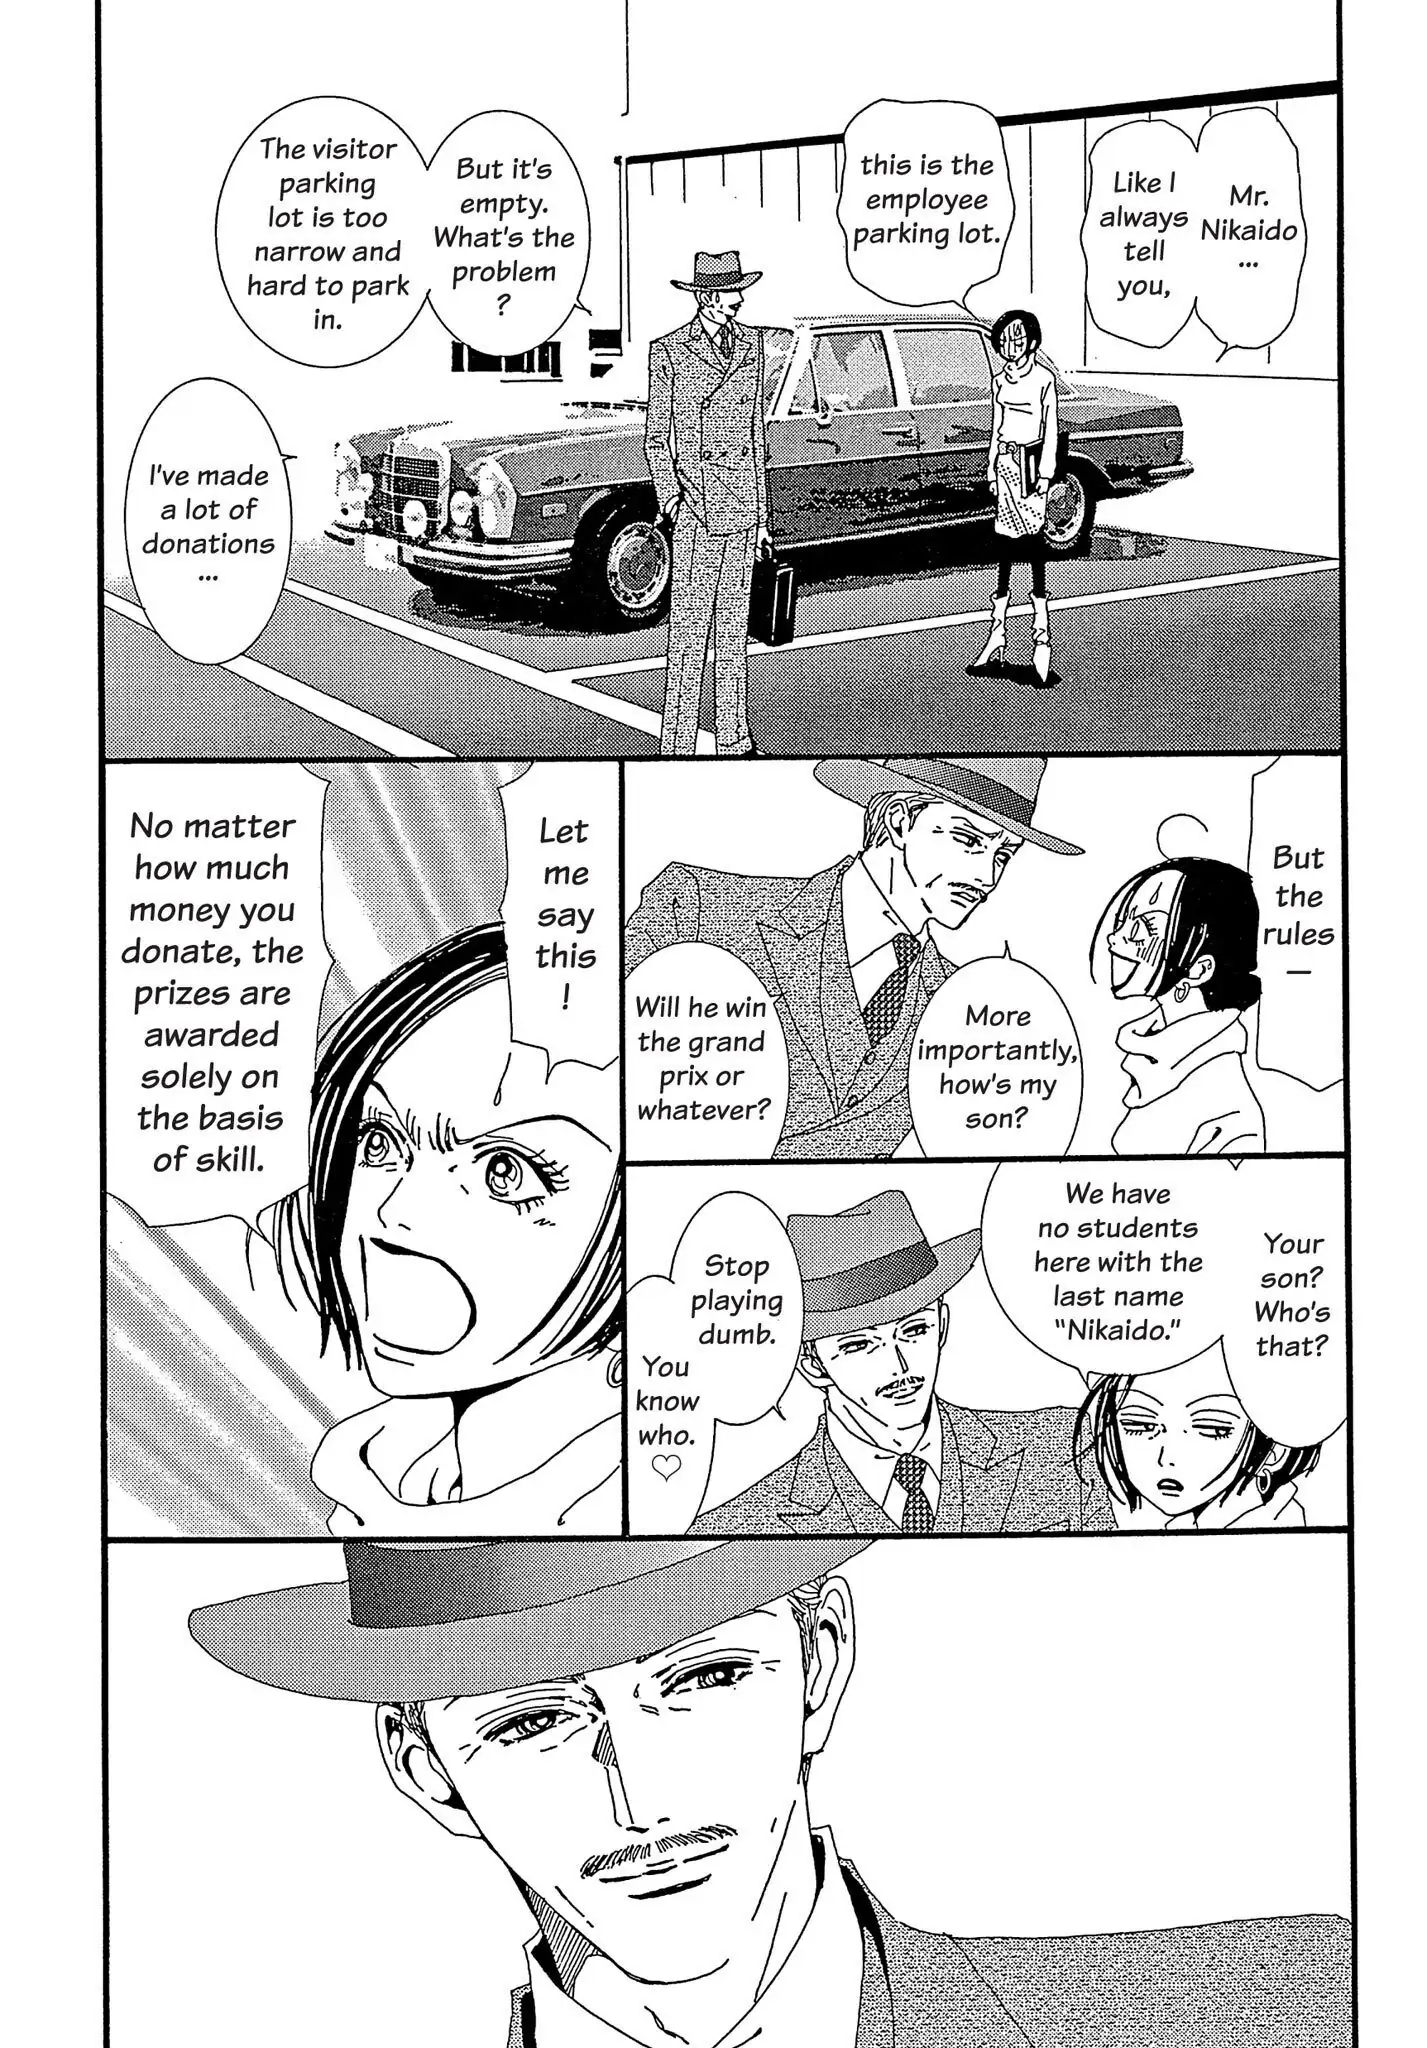 Mr.
Nikaido
...
Like I
always
tell
you,
this is the
employee
parking lot.
But it's
empty.
What's the
problem
?
The visitor
parking
lot is too
narrow and
hard to park
in.
I've made
a lot of
donations
...
But
the
rules
—
More
importantly,
how's my
son?
Will he win
the grand
prix or
whatever?
Let
me
say
this
!
No matter
how much
money you
donate, the
prizes are
awarded
solely on
the basis
of skill.
Your
son?
Who's
that?
We have
no students
here with the
last name
“Nikaido.”
Stop
playing
dumb.
You
know
who.
♡